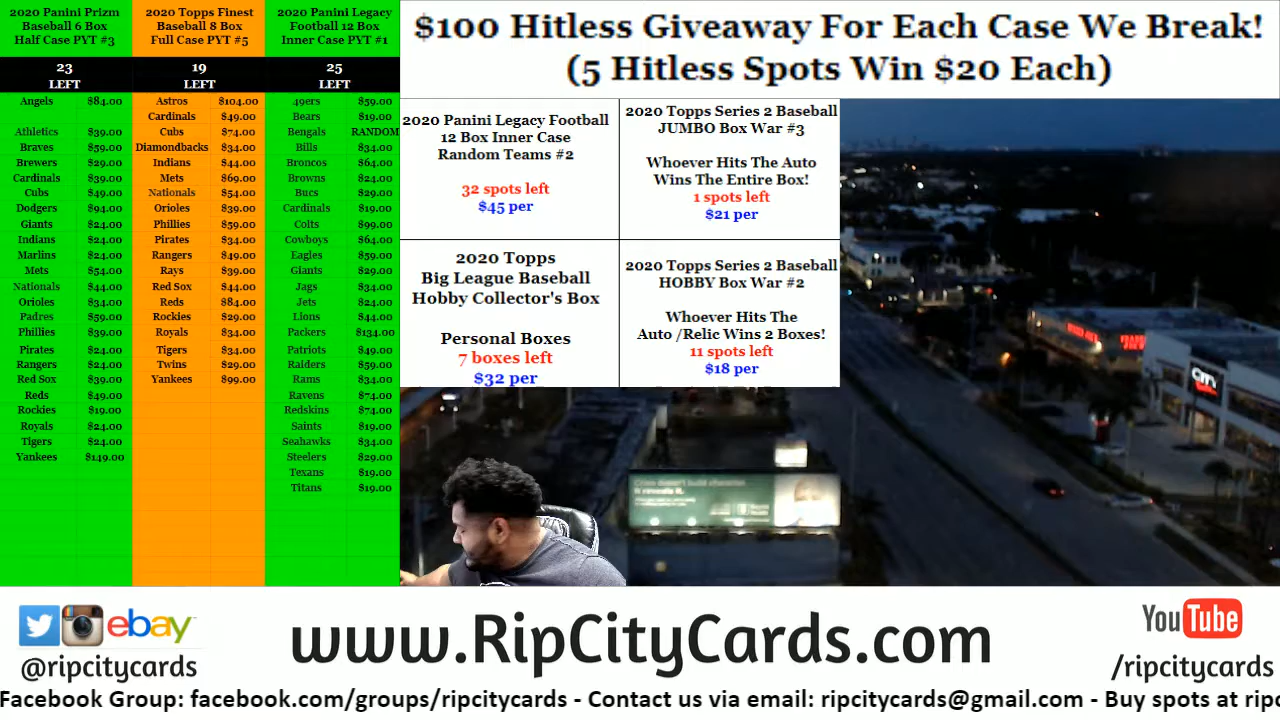 2020 Panini Prizm
Baseball 6 Box
Half Case PYT #3
23
LEFT
Angels $84.00
Athletics $39.00
Braves $59.00
Brewers $29.00
Cardinals $39.00
Cubs $49.00
Dodgers $94.00
Giants $24.00
Indians $24.00
Marlins $24.00
Mets $54.00
Nationals $44.00
Orioles $34.00
Padres $59.00
Phillies $39.00
Pirates $24.00
Rangers $24.00
Red Sox $39.00
Reds $49.00
Rockies $19.00
Royals $24.00
Tigers $24.00
Yankees $149.00
2020 Topps Finest
Baseball 8 Box
Full Case PYT #5
19
LEFT
Astros $104.00
Cardinals $49.00
Cubs $74.00
Diamondbacks $34.00
Indians $44.00
Mets $69.00
Nationals $54.00
Orioles $39.00
Phillies $59.00
Pirates $34.00
Rangers $49.00
Rays $39.00
Red Sox $44.00
Reds $84.00
Rockies $29.00
Royals $34.00
Tigers $34.00
Twins $29.00
Yankees $99.00
2020 Panini Legacy
Football 12 Box
Inner Case PYT #1
25
LEFT
49ers $59.00
Bears $19.00
Bengals RANDOM
Bills $34.00
Broncos $64.00
Browns $24.00
Bucs $29.00
Cardinals $19.00
Colts $99.00
Cowboys $64.00
Eagles $59.00
Giants $29.00
Jags $34.00
Jets $24.00
Lions $44.00
Packers $134.00
Patriots $49.00
Raiders $59.00
Rams $34.00
Ravens $74.00
Redskins $74.00
Saints $19.00
Seahawks $34.00
Steelers $29.00
Texans $19.00
Titans $19.00
$100 Hitless Giveaway For Each Case We Break!
(5 Hitless Spots Win $20 Each)
2020 Panini Legacy Football
12 Box Inner Case
Random Teams #2
32 spots left
$45 per
2020 Topps Series 2 Baseball
JUMBO Box War #3
Whoever Hits The Auto
Wins The Entire Box!
1 spots left
$21 per
2020 Topps
Big League Baseball
Hobby Collector's Box
Personal Boxes
7 boxes left
$32 per
2020 Topps Series 2 Baseball
HOBBY Box War #2
Whoever Hits The
Auto /Relic Wins 2 Boxes!
11 spots left
$18 per
citi
ebay
@ripcitycards
www.RipCityCards.com
YouTube
/ripcitycards
Facebook Group: facebook.com/groups/ripcitycards - Contact us via email: ripcitycards@gmail.com - Buy spots at ripc